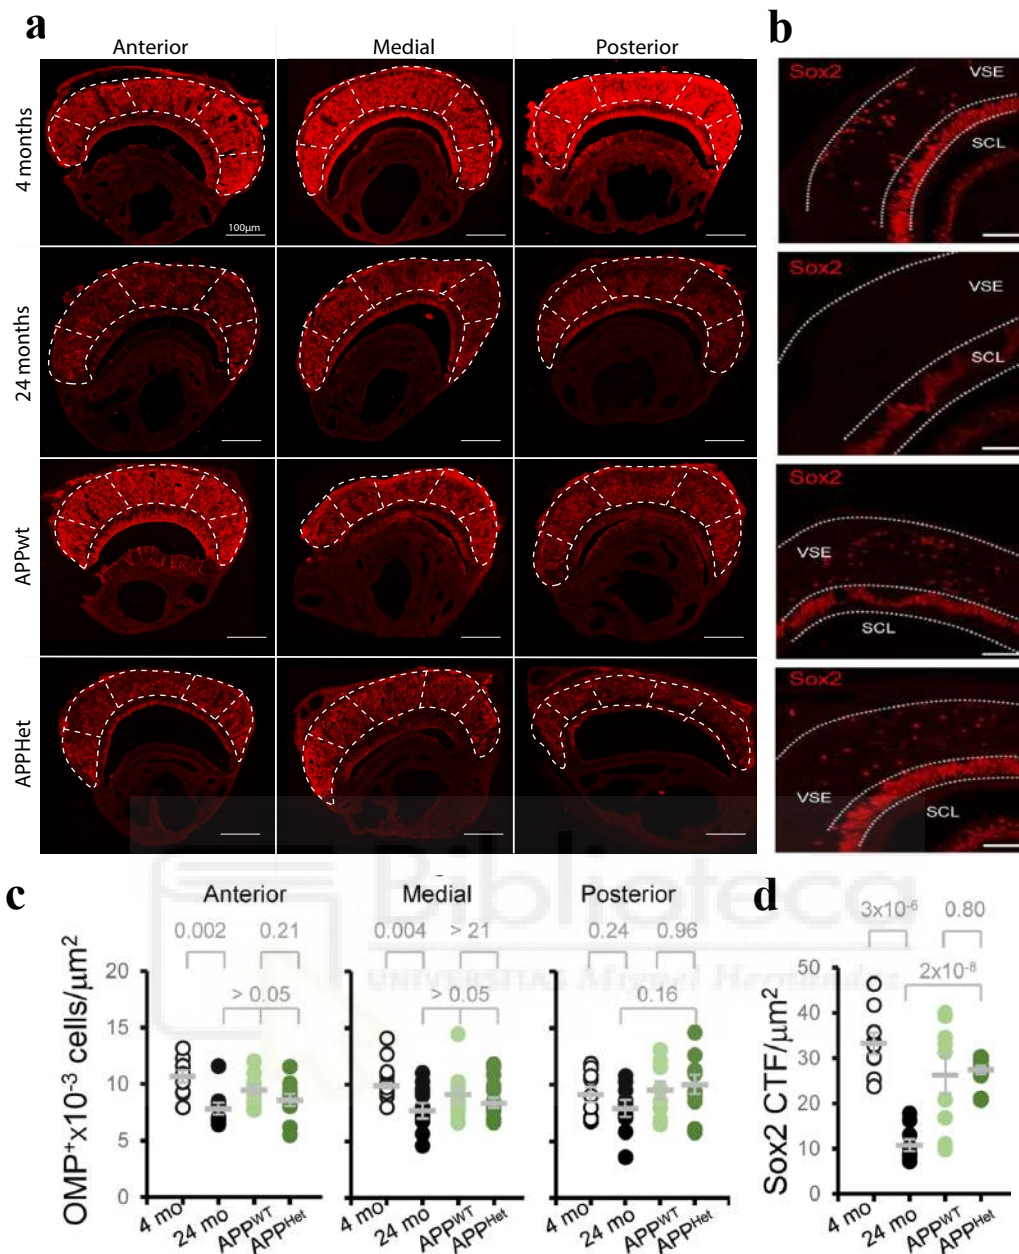 a
Anterior
Medial
Posterior
4 months
100µm
24 months
APPwt
APPHet
b
Sox2
VSE
SCL
Sox2
VSE
SCL
Sox2
VSE
SCL
Sox2
VSE
SCL
Biblioteca
UNIVERSITAS Miguel Hernández
c
Anterior
Medial
Posterior
0.002
0.21
0.004
> 21
0.24
0.96
> 0.05
> 0.05
0.16
OMP⁺x10⁻³ cells/µm²
20
15
10
5
0
4 mo
24 mo
APPᵂᵀ
APPᴴᵉᵗ
4 mo
24 mo
APPᵂᵀ
APPᴴᵉᵗ
4 mo
24 mo
APPᵂᵀ
APPᴴᵉᵗ
d
3x10⁻⁶
0.80
2x10⁻⁸
Sox2 CTF/µm²
50
40
30
20
10
0
4 mo
24 mo
APPᵂᵀ
APPᴴᵉᵗ